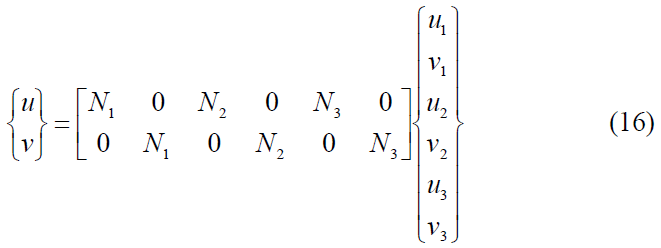 {u v} = [N₁ 0 N₂ 0 N₃ 0
0 N₁ 0 N₂ 0 N₃] {u₁ v₁ u₂ v₂ u₃ v₃} (16)